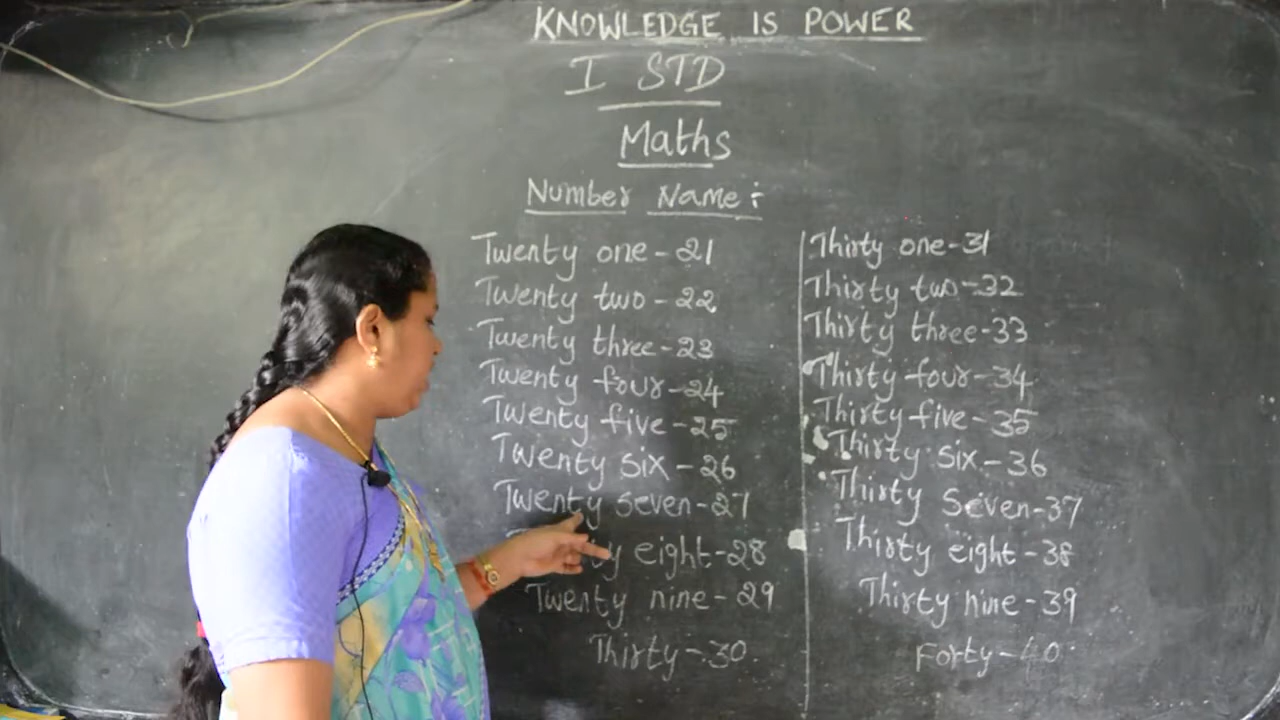 KNOWLEDGE IS POWER
I STD
Maths
Number Name:
Twenty one - 21
Twenty two - 22
Twenty three - 23
Twenty four - 24
Twenty five - 25
Twenty six - 26
Twenty seven - 27
eight - 28
Twenty nine - 29
Thirty - 30.
Thirty one - 31
Thirty two - 32
Thirty three - 33
Thirty four - 34
Thirty five - 35
Thirty six - 36
Thirty seven - 37
Thirty eight - 38
Thirty nine - 39
Forty - 40.